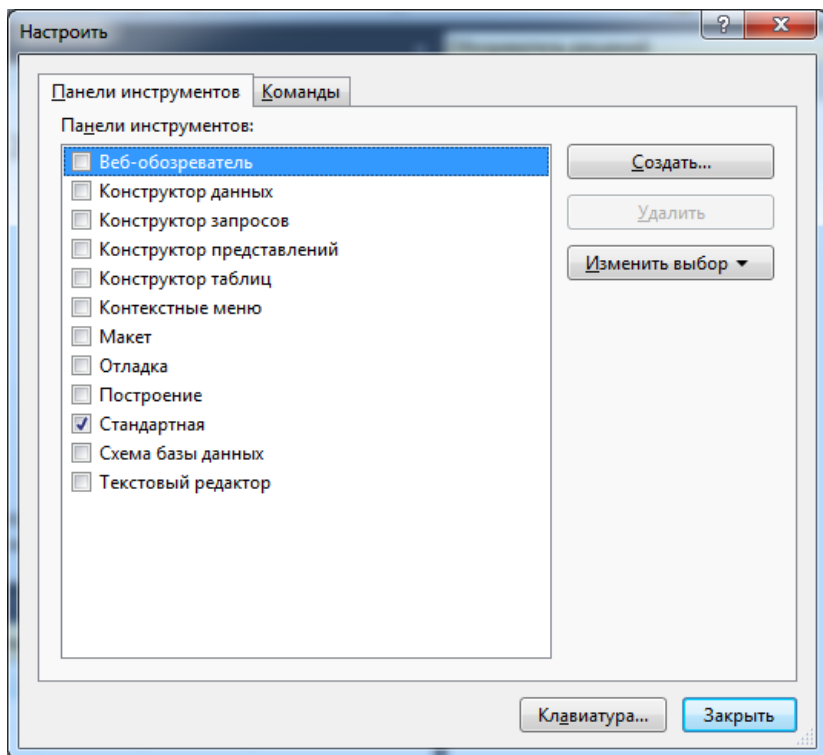 Настроить
Панели инструментов Команды
Панели инструментов:
Веб-обозреватель
Конструктор данных
Конструктор запросов
Конструктор представлений
Конструктор таблиц
Контекстные меню
Макет
Отладка
Построение
Стандартная
Схема базы данных
Текстовый редактор
Создать...
Удалить
Изменить выбор
Клавиатура...
Закрыть